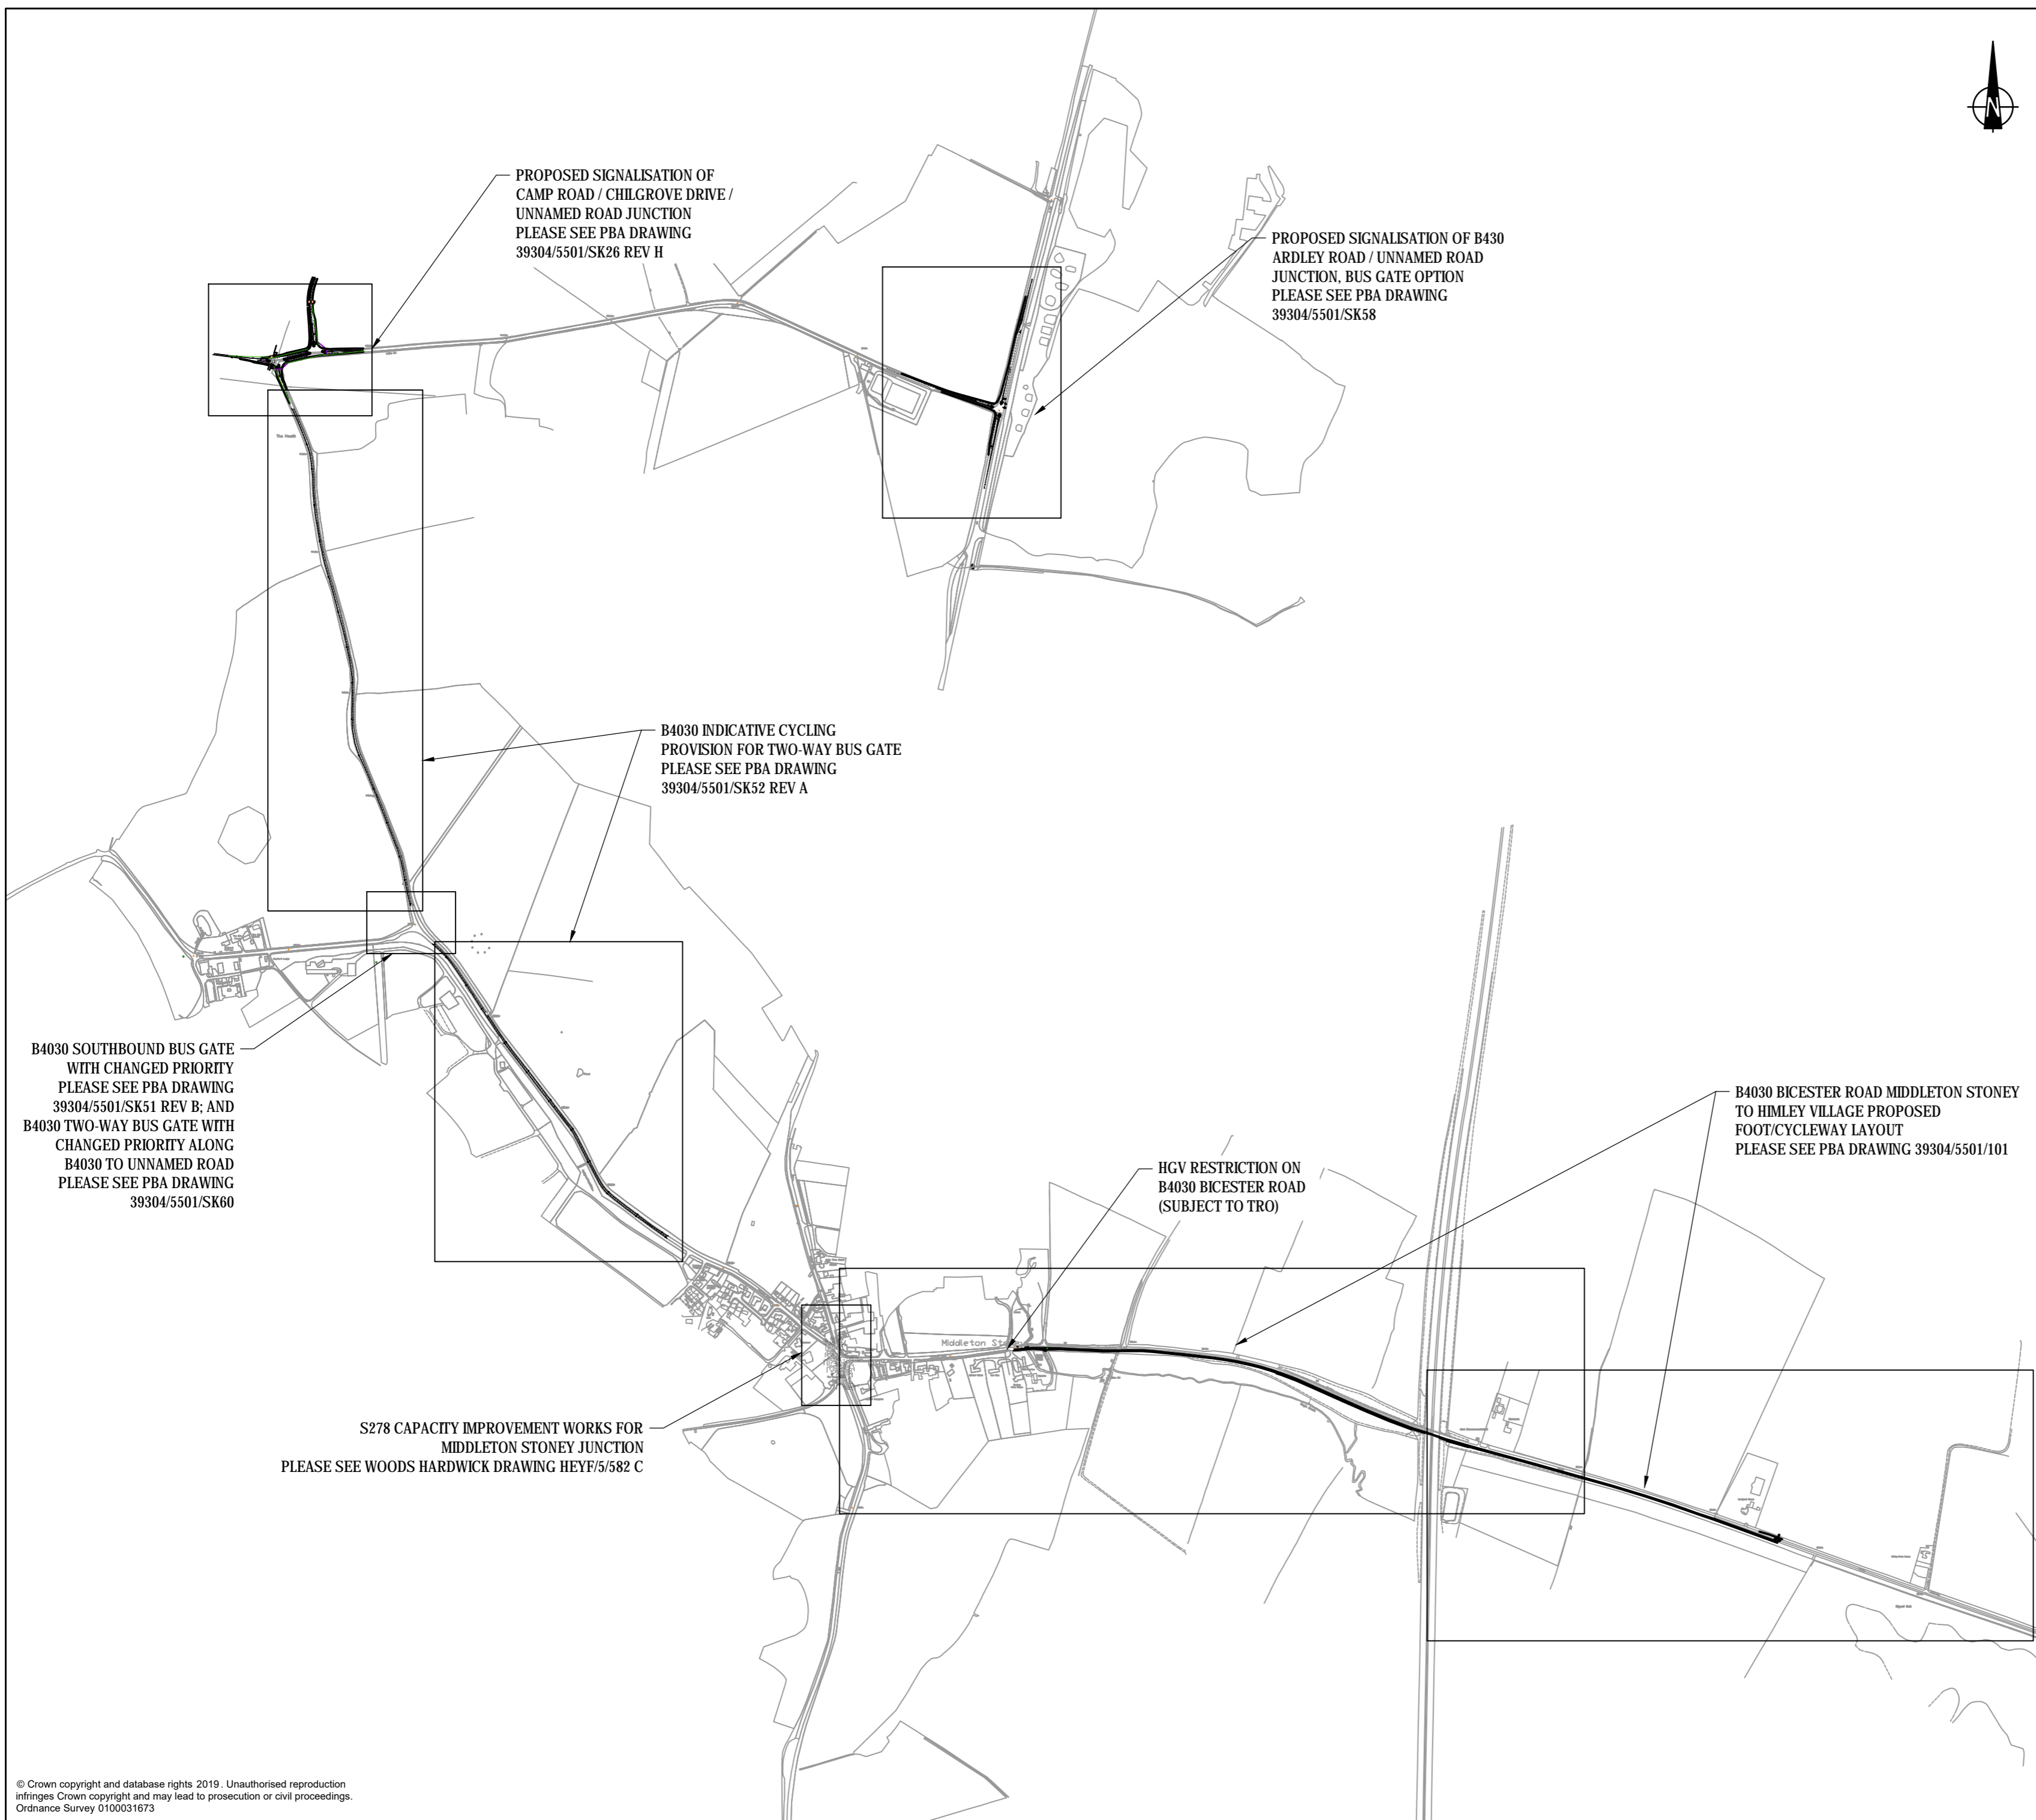 N
PROPOSED SIGNALISATION OF
CAMP ROAD / CHILGROVE DRIVE /
UNNAMED ROAD JUNCTION
PLEASE SEE PBA DRAWING
39304/5501/SK26 REV H
PROPOSED SIGNALISATION OF B430
ARDLEY ROAD / UNNAMED ROAD
JUNCTION, BUS GATE OPTION
PLEASE SEE PBA DRAWING
39304/5501/SK58
The Heath
B4030 INDICATIVE CYCLING
PROVISION FOR TWO-WAY BUS GATE
PLEASE SEE PBA DRAWING
39304/5501/SK52 REV A
B4030 SOUTHBOUND BUS GATE
WITH CHANGED PRIORITY
PLEASE SEE PBA DRAWING
39304/5501/SK51 REV B; AND
B4030 TWO-WAY BUS GATE WITH
CHANGED PRIORITY ALONG
B4030 TO UNNAMED ROAD
PLEASE SEE PBA DRAWING
39304/5501/SK60
B4030 BICESTER ROAD MIDDLETON STONEY
TO HIMLEY VILLAGE PROPOSED
FOOT/CYCLEWAY LAYOUT
PLEASE SEE PBA DRAWING 39304/5501/101
HGV RESTRICTION ON
B4030 BICESTER ROAD
(SUBJECT TO TRO)
Middleton St
S278 CAPACITY IMPROVEMENT WORKS FOR
MIDDLETON STONEY JUNCTION
PLEASE SEE WOODS HARDWICK DRAWING HEYF/5/582 C
© Crown copyright and database rights 2019. Unauthorised reproduction
infringes Crown copyright and may lead to prosecution or civil proceedings.
Ordnance Survey 0100031673